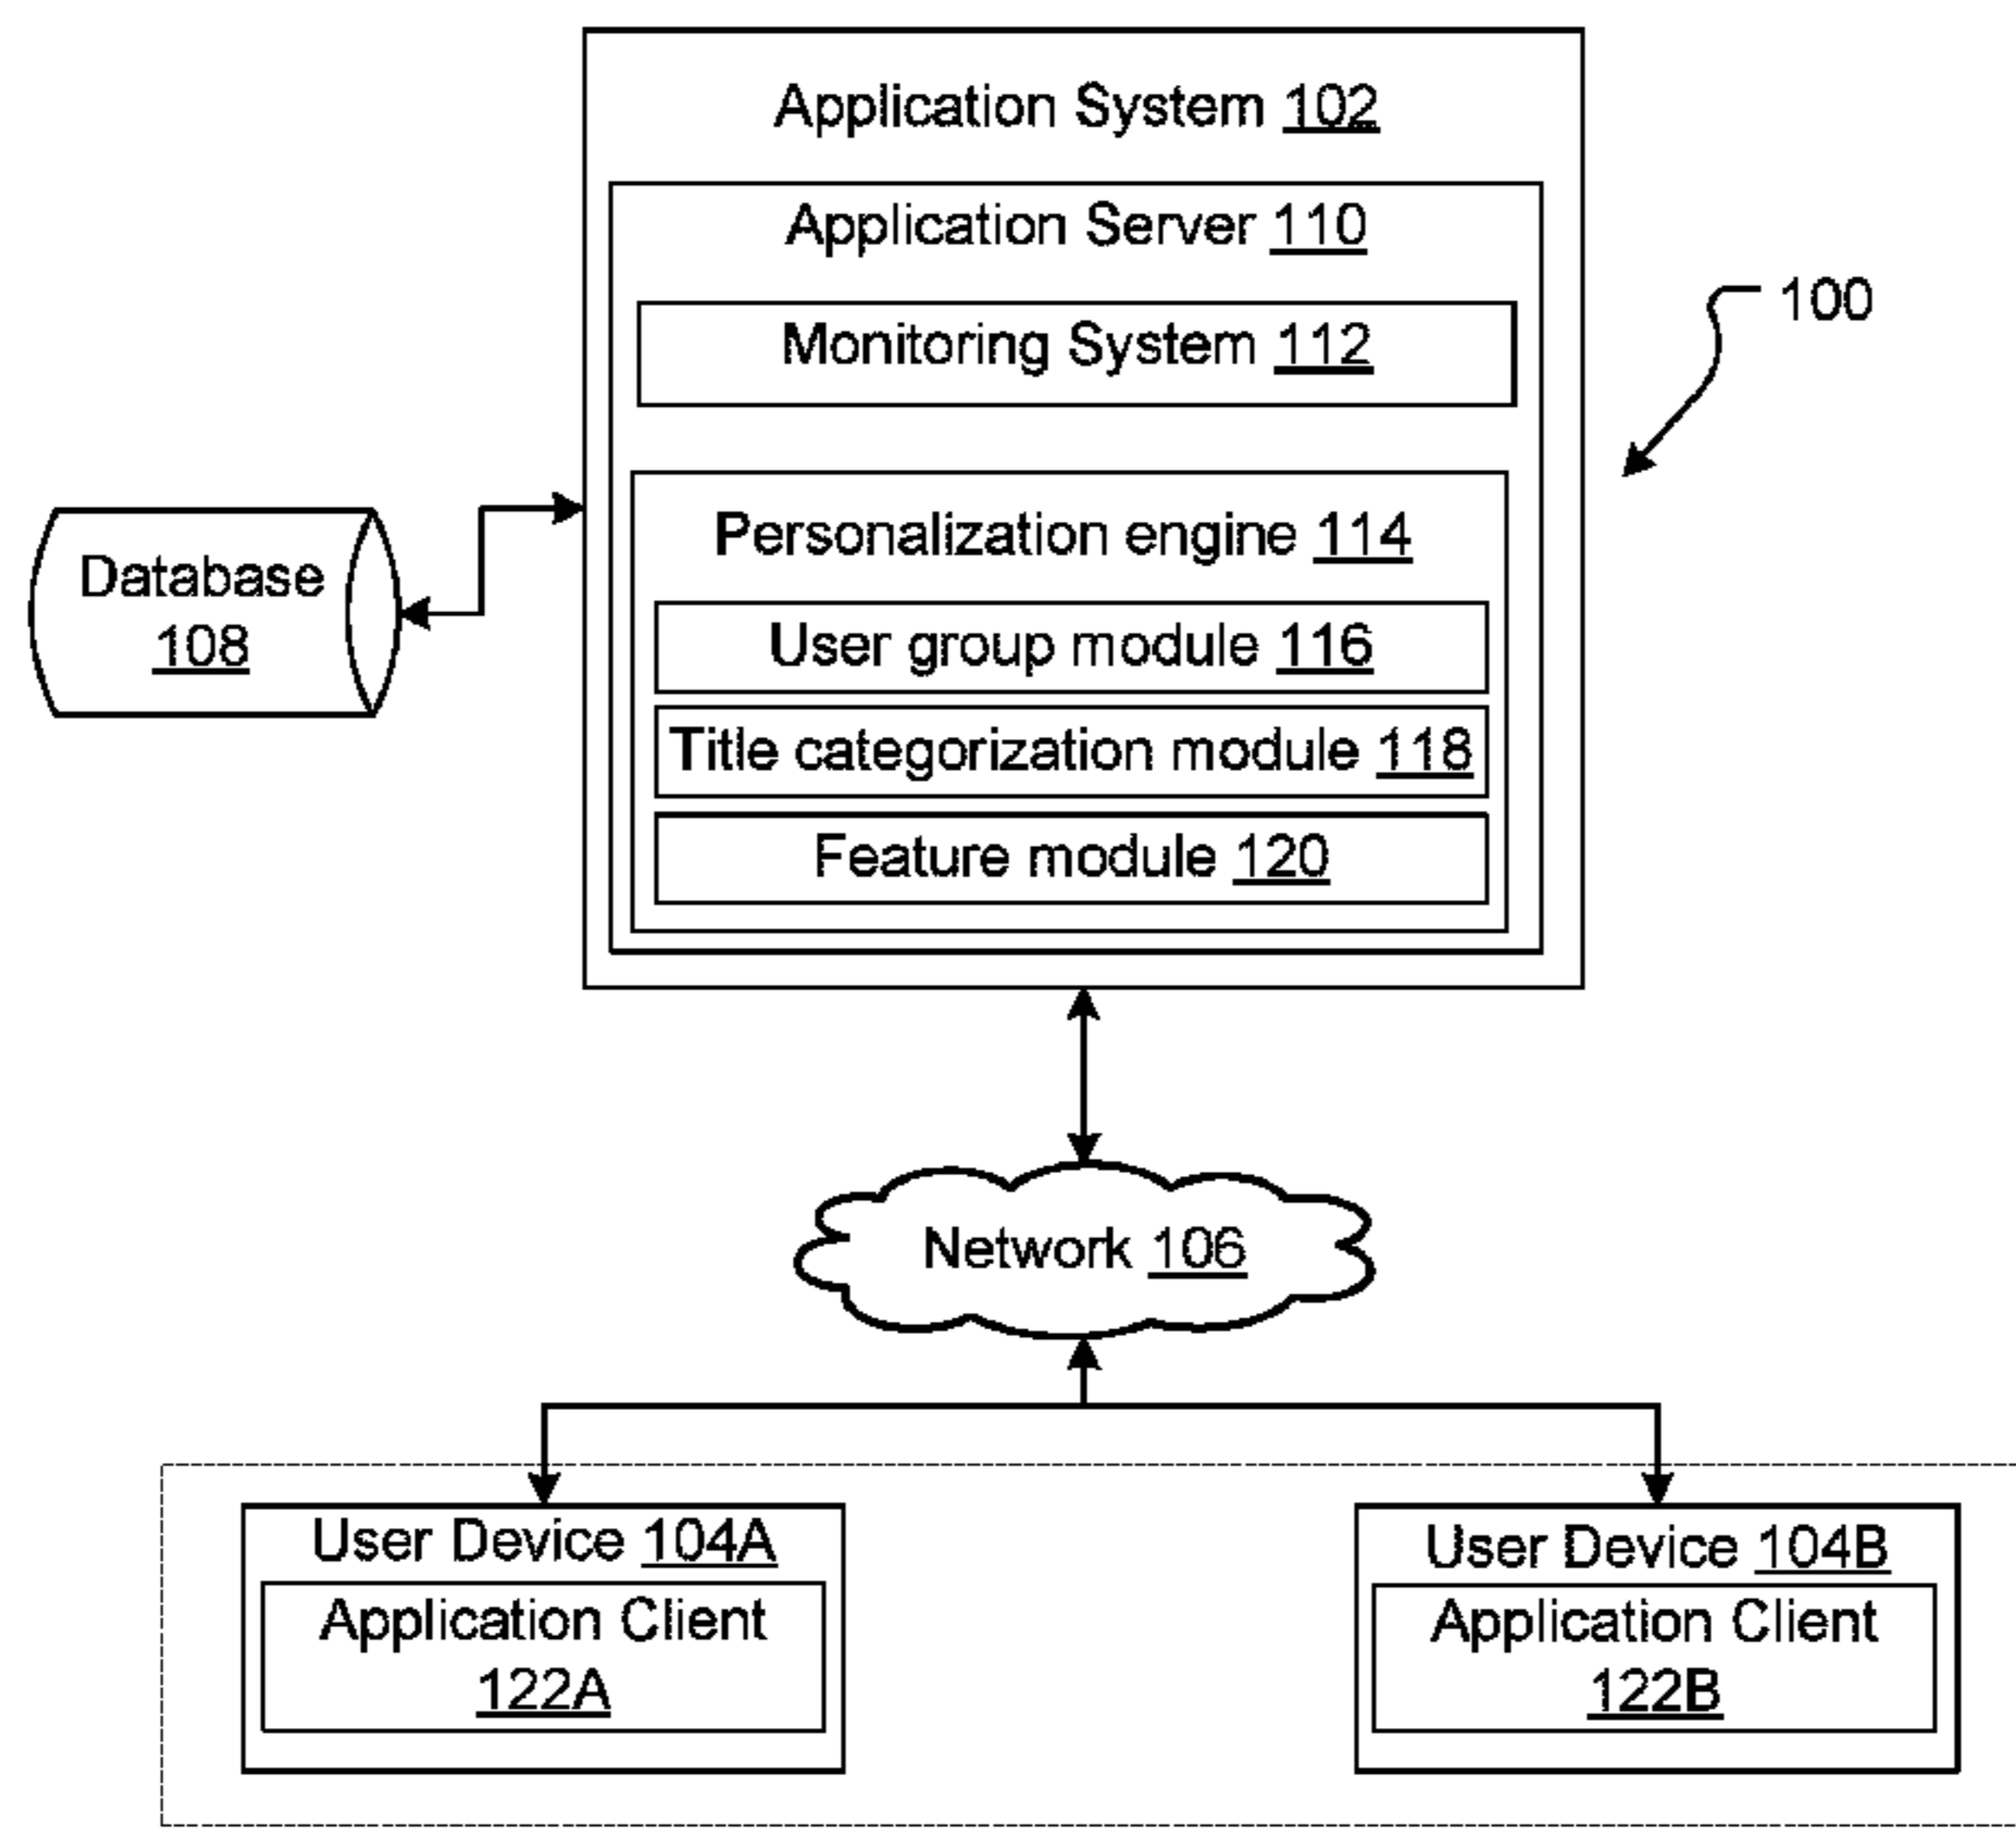 Application System 102
Application Server 110
Monitoring System 112
100
Personalization engine 114
Database
108
User group module 116
Title categorization module 118
Feature module 120
Network 106
User Device 104A
Application Client
122A
User Device 104B
Application Client
122B